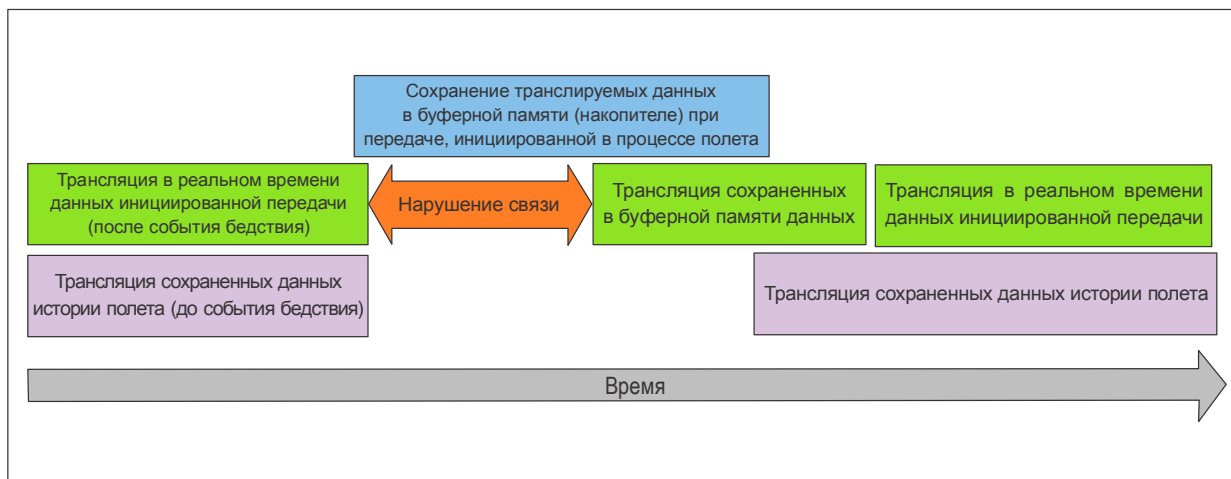 Сохранение транслируемых данных
в буферной памяти (накопителе) при
передаче, инициированной в процессе полета
Трансляция в реальном времени
данных инициированной передачи
(после события бедствия)
Нарушение связи
Трансляция сохраненных
в буферной памяти данных
Трансляция в реальном времени
данных инициированной передачи
Трансляция сохраненных данных
истории полета (до события бедствия)
Трансляция сохраненных данных истории полета
Время